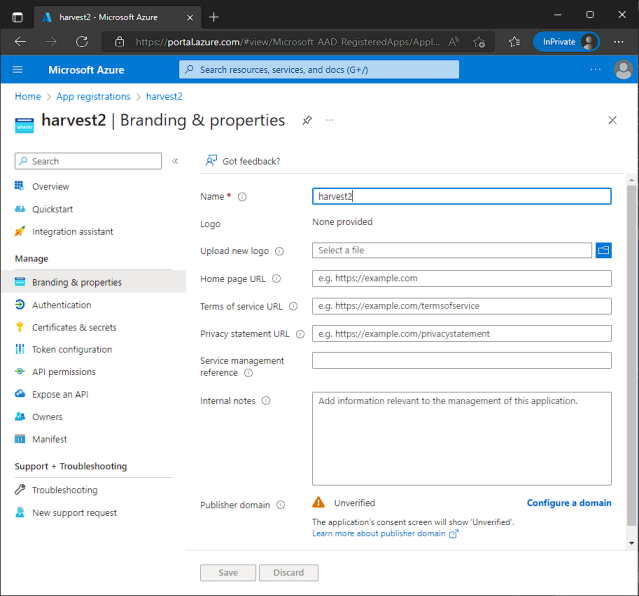 harvest2 - Microsoft Azure
https://portal.azure.com/#view/Microsoft_AAD_RegisteredApps/Appl...
InPrivate
Microsoft Azure
Search resources, services, and docs (G+/)
Home > App registrations > harvest2
harvest2 | Branding & properties
Search
Got feedback?
Overview
Quickstart
Integration assistant
Manage
Branding & properties
Authentication
Certificates & secrets
Token configuration
API permissions
Expose an API
Owners
Manifest
Support + Troubleshooting
Troubleshooting
New support request
Name *
harvest2
Logo
None provided
Upload new logo
Select a file
Home page URL
e.g. https://example.com
Terms of service URL
e.g. https://example.com/termsofservice
Privacy statement URL
e.g. https://example.com/privacystatement
Service management
reference
Internal notes
Add information relevant to the management of this application.
Publisher domain
Unverified
Configure a domain
The application's consent screen will show 'Unverified'.
Learn more about publisher domain
Save
Discard